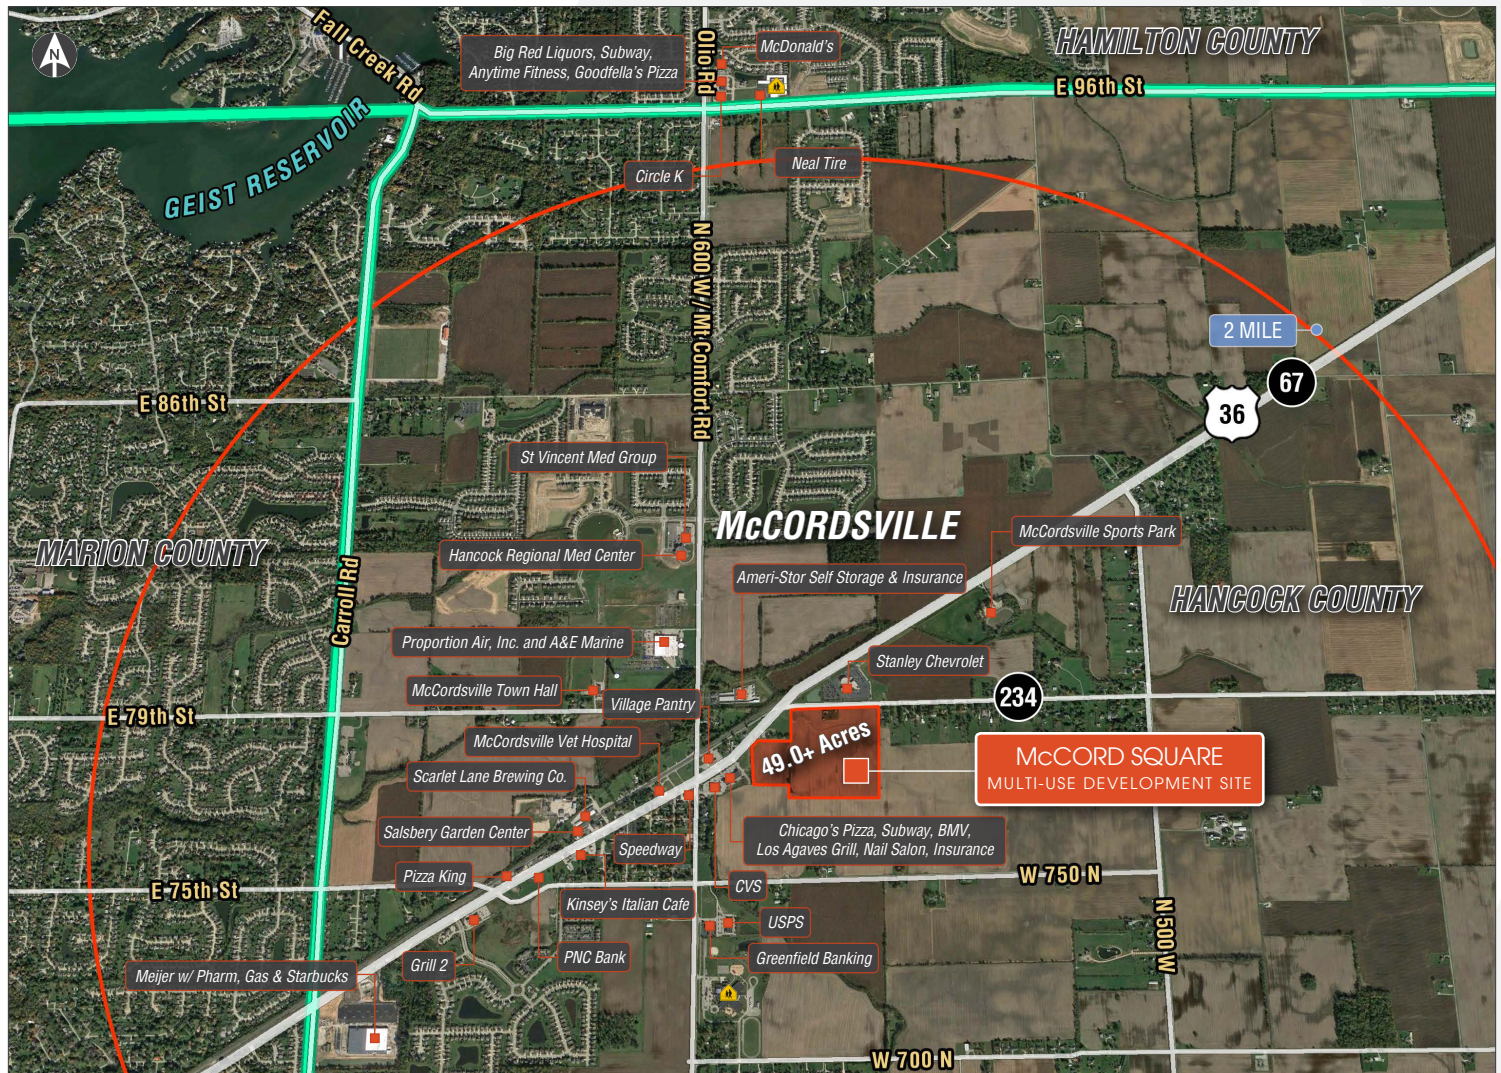 N
Fall Creek Rd
Big Red Liquors, Subway,
Anytime Fitness, Goodfella's Pizza
Olio Rd
McDonald's
HAMILTON COUNTY
E 96th St
GEIST RESERVOIR
Circle K
Neal Tire
N 600 W / Mt Comfort Rd
2 MILE
67
36
E 86th St
St Vincent Med Group
McCORDSVILLE
McCordsville Sports Park
MARION COUNTY
Hancock Regional Med Center
Ameri-Stor Self Storage & Insurance
HANCOCK COUNTY
Carroll Rd
Proportion Air, Inc. and A&E Marine
Stanley Chevrolet
McCordsville Town Hall
Village Pantry
234
E 79th St
McCordsville Vet Hospital
49.0+ Acres
McCORD SQUARE
MULTI-USE DEVELOPMENT SITE
Scarlet Lane Brewing Co.
Salsbery Garden Center
Speedway
Chicago's Pizza, Subway, BMV,
Los Agaves Grill, Nail Salon, Insurance
Pizza King
E 75th St
CVS
W 750 N
Kinsey's Italian Cafe
USPS
N 500 W
Grill 2
PNC Bank
Greenfield Banking
Meijer w/ Pharm, Gas & Starbucks
W 700 N